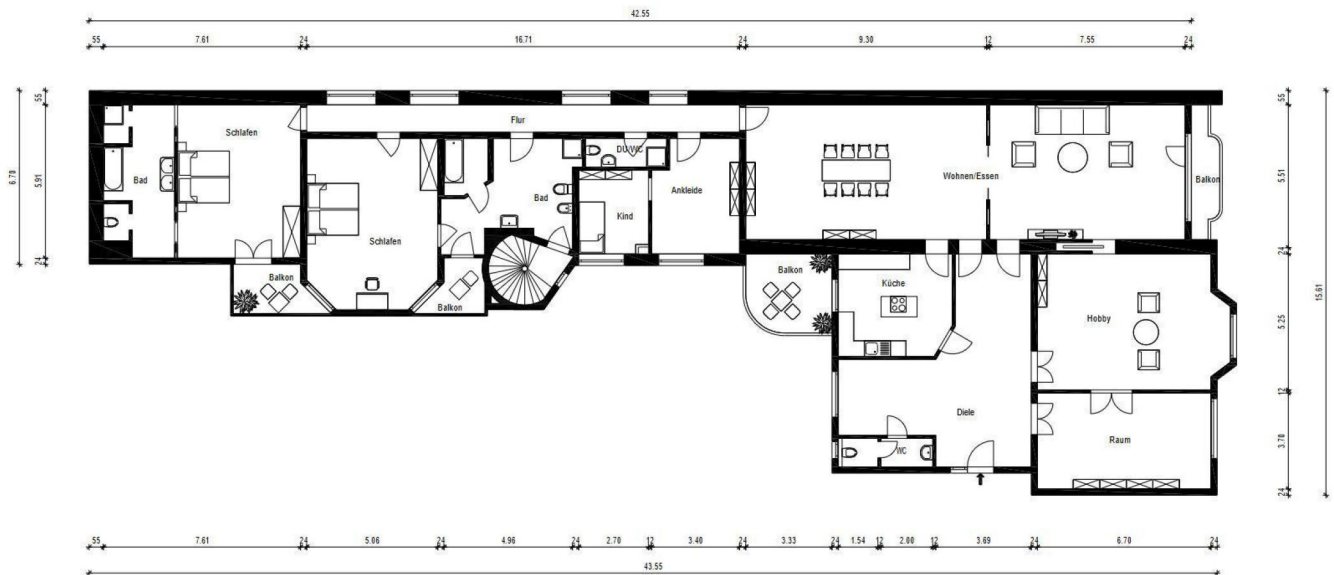 42.55
55 7.61 24 16.71 24 9.30 12 7.55 24
55
5.91
24
6.70
Schlafen
Bad
Flur
Schlafen
Bad
DU/WC
Kind
Ankleide
Wohnen/Essen
Balkon
Balkon
Balkon
Balkon
Küche
Hobby
Diele
WC
Raum
55
5.51
24
5.25
12
3.70
24
15.61
55 7.61 24 5.06 24 4.96 24 2.70 12 3.40 24 3.33 24 1.54 12 2.00 12 3.69 24 6.70 24
43.55